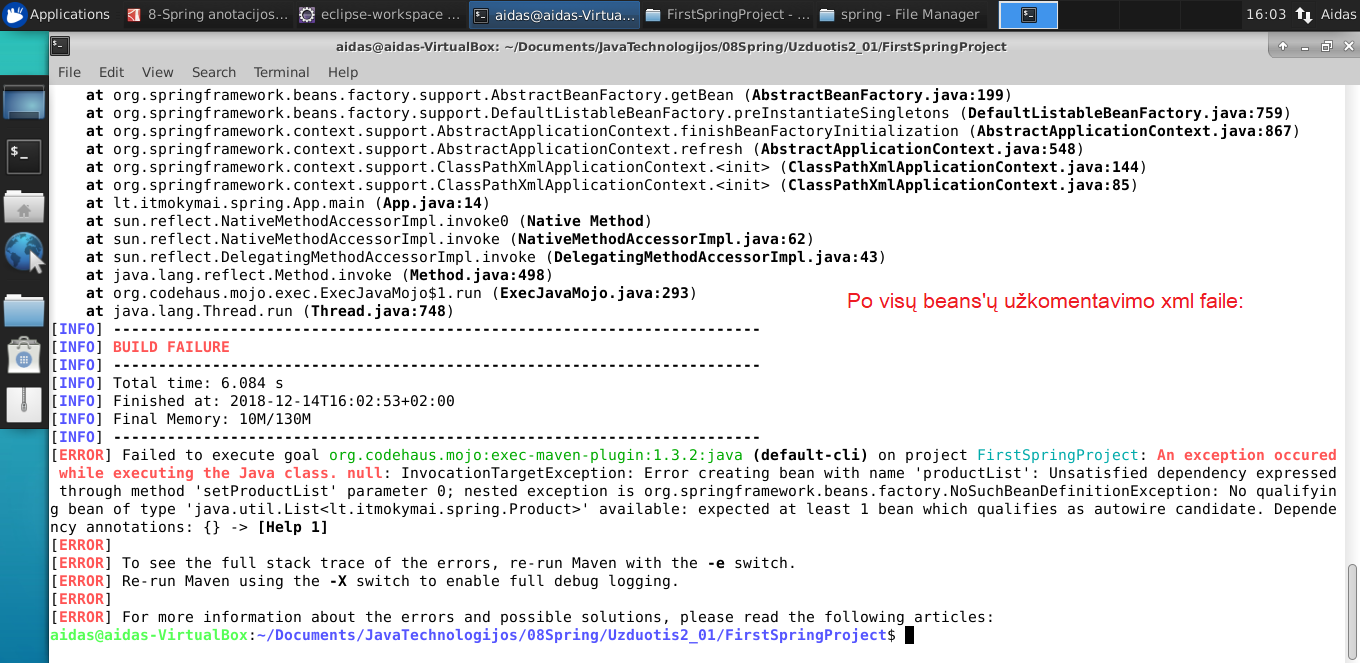 Applications 8-Spring anotacijos... eclipse-workspace ... aidas@aidas-Virtua... FirstSpringProject - ... spring - File Manager 16:03 Aidas
aidas@aidas-VirtualBox: ~/Documents/JavaTechnologijos/08Spring/Uzduotis2_01/FirstSpringProject
File Edit View Search Terminal Help
at org.springframework.beans.factory.support.AbstractBeanFactory.getBean (AbstractBeanFactory.java:199)
at org.springframework.beans.factory.support.DefaultListableBeanFactory.preInstantiateSingletons (DefaultListableBeanFactory.java:759)
at org.springframework.context.support.AbstractApplicationContext.finishBeanFactoryInitialization (AbstractApplicationContext.java:867)
at org.springframework.context.support.AbstractApplicationContext.refresh (AbstractApplicationContext.java:548)
at org.springframework.context.support.ClassPathXmlApplicationContext.<init> (ClassPathXmlApplicationContext.java:144)
at org.springframework.context.support.ClassPathXmlApplicationContext.<init> (ClassPathXmlApplicationContext.java:85)
at lt.itmokymai.spring.App.main (App.java:14)
at sun.reflect.NativeMethodAccessorImpl.invoke0 (Native Method)
at sun.reflect.NativeMethodAccessorImpl.invoke (NativeMethodAccessorImpl.java:62)
at sun.reflect.DelegatingMethodAccessorImpl.invoke (DelegatingMethodAccessorImpl.java:43)
at java.lang.reflect.Method.invoke (Method.java:498)
at org.codehaus.mojo.exec.ExecJavaMojo$1.run (ExecJavaMojo.java:293)
Po visų beans'ų užkomentavimo xml faile:
at java.lang.Thread.run (Thread.java:748)
[INFO] ------------------------------------------------------------------------
[INFO] BUILD FAILURE
[INFO] ------------------------------------------------------------------------
[INFO] Total time: 6.084 s
[INFO] Finished at: 2018-12-14T16:02:53+02:00
[INFO] Final Memory: 10M/130M
[INFO] ------------------------------------------------------------------------
[ERROR] Failed to execute goal org.codehaus.mojo:exec-maven-plugin:1.3.2:java (default-cli) on project FirstSpringProject: An exception occured
while executing the Java class. null: InvocationTargetException: Error creating bean with name 'productList': Unsatisfied dependency expressed
through method 'setProductList' parameter 0; nested exception is org.springframework.beans.factory.NoSuchBeanDefinitionException: No qualifyin
g bean of type 'java.util.List<lt.itmokymai.spring.Product>' available: expected at least 1 bean which qualifies as autowire candidate. Depende
ncy annotations: {} -> [Help 1]
[ERROR]
[ERROR] To see the full stack trace of the errors, re-run Maven with the -e switch.
[ERROR] Re-run Maven using the -X switch to enable full debug logging.
[ERROR]
[ERROR] For more information about the errors and possible solutions, please read the following articles:
aidas@aidas-VirtualBox:~/Documents/JavaTechnologijos/08Spring/Uzduotis2_01/FirstSpringProject$